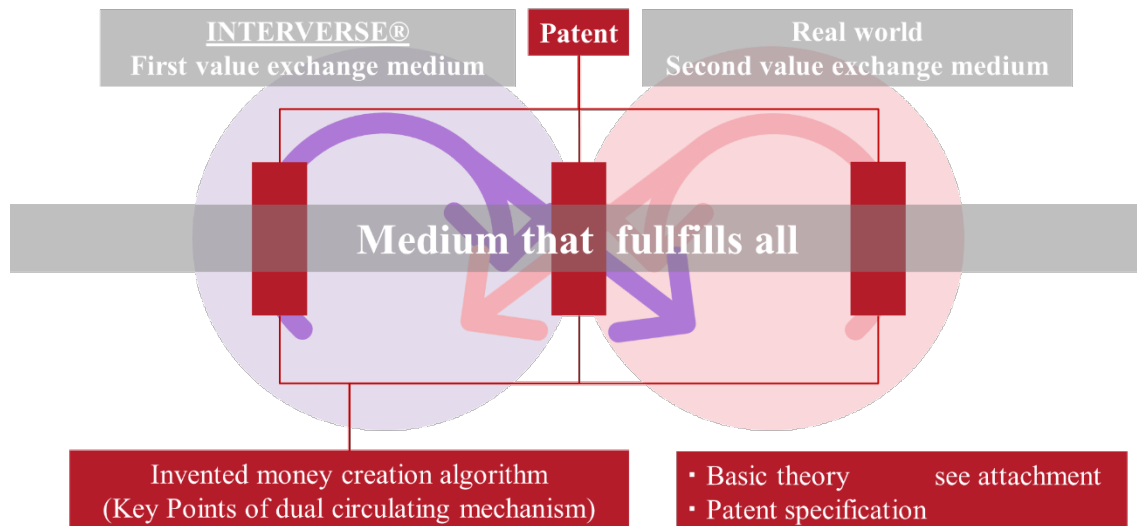 INTERVERSE®
First value exchange medium
Patent
Real world
Second value exchange medium
Medium that fullfills all
Invented money creation algorithm
(Key Points of dual circulating mechanism)
・Basic theory see attachment
・Patent specification